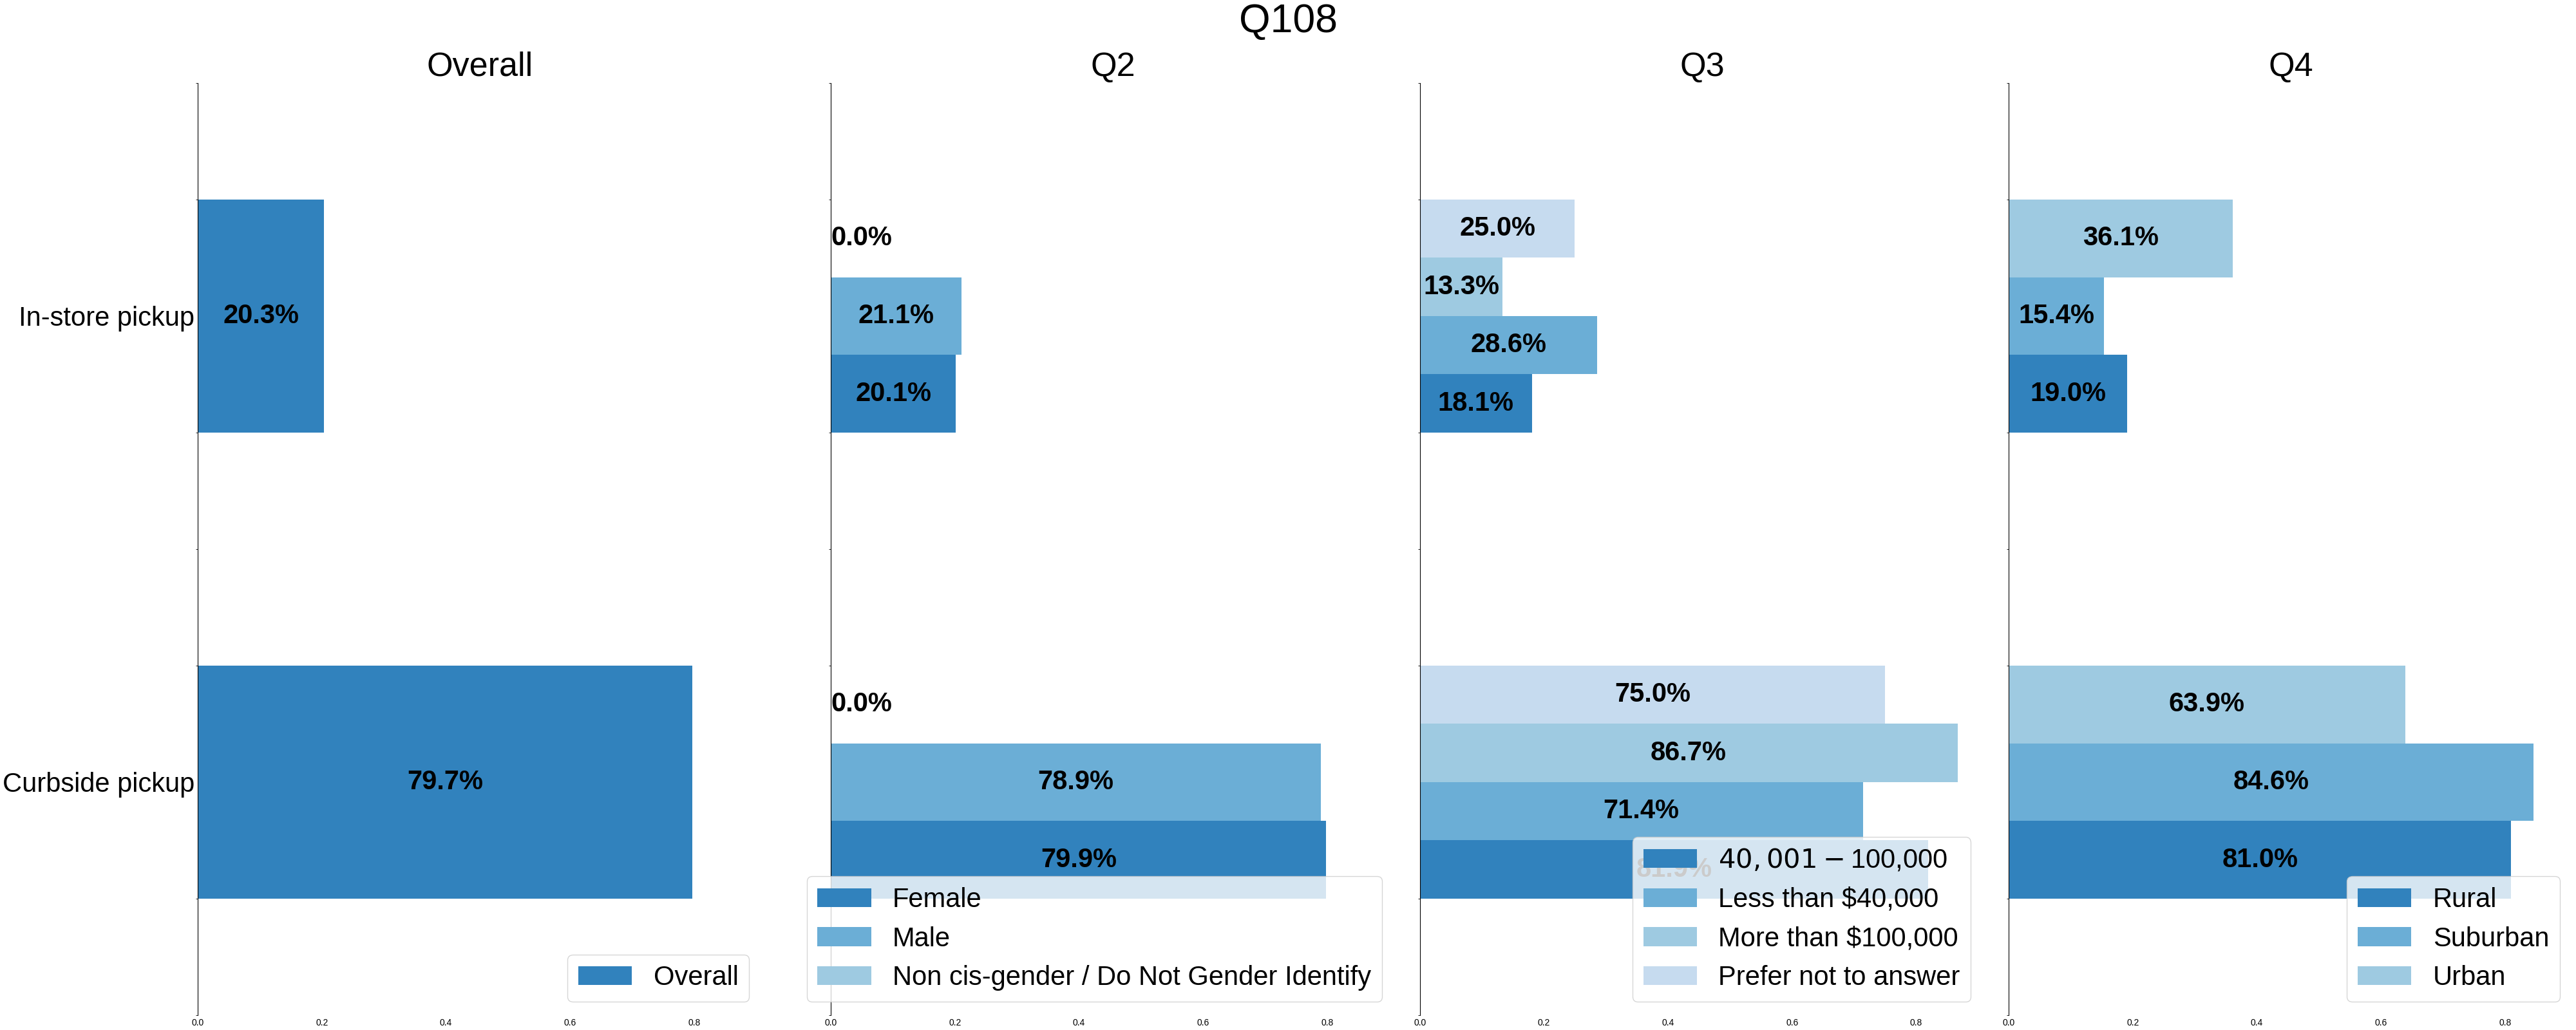 Q108
Overall
In-store pickup
20.3%
Curbside pickup
79.7%
Overall
0.0 0.2 0.4 0.6 0.8
Q2
0.0%
21.1%
20.1%
0.0%
78.9%
79.9%
Female
Male
Non cis-gender / Do Not Gender Identify
0.0 0.2 0.4 0.6 0.8
Q3
25.0%
13.3%
28.6%
18.1%
75.0%
86.7%
71.4%
81.9%
40,001 − 100,000
Less than $40,000
More than $100,000
Prefer not to answer
0.0 0.2 0.4 0.6 0.8
Q4
36.1%
15.4%
19.0%
63.9%
84.6%
81.0%
Rural
Suburban
Urban
0.0 0.2 0.4 0.6 0.8